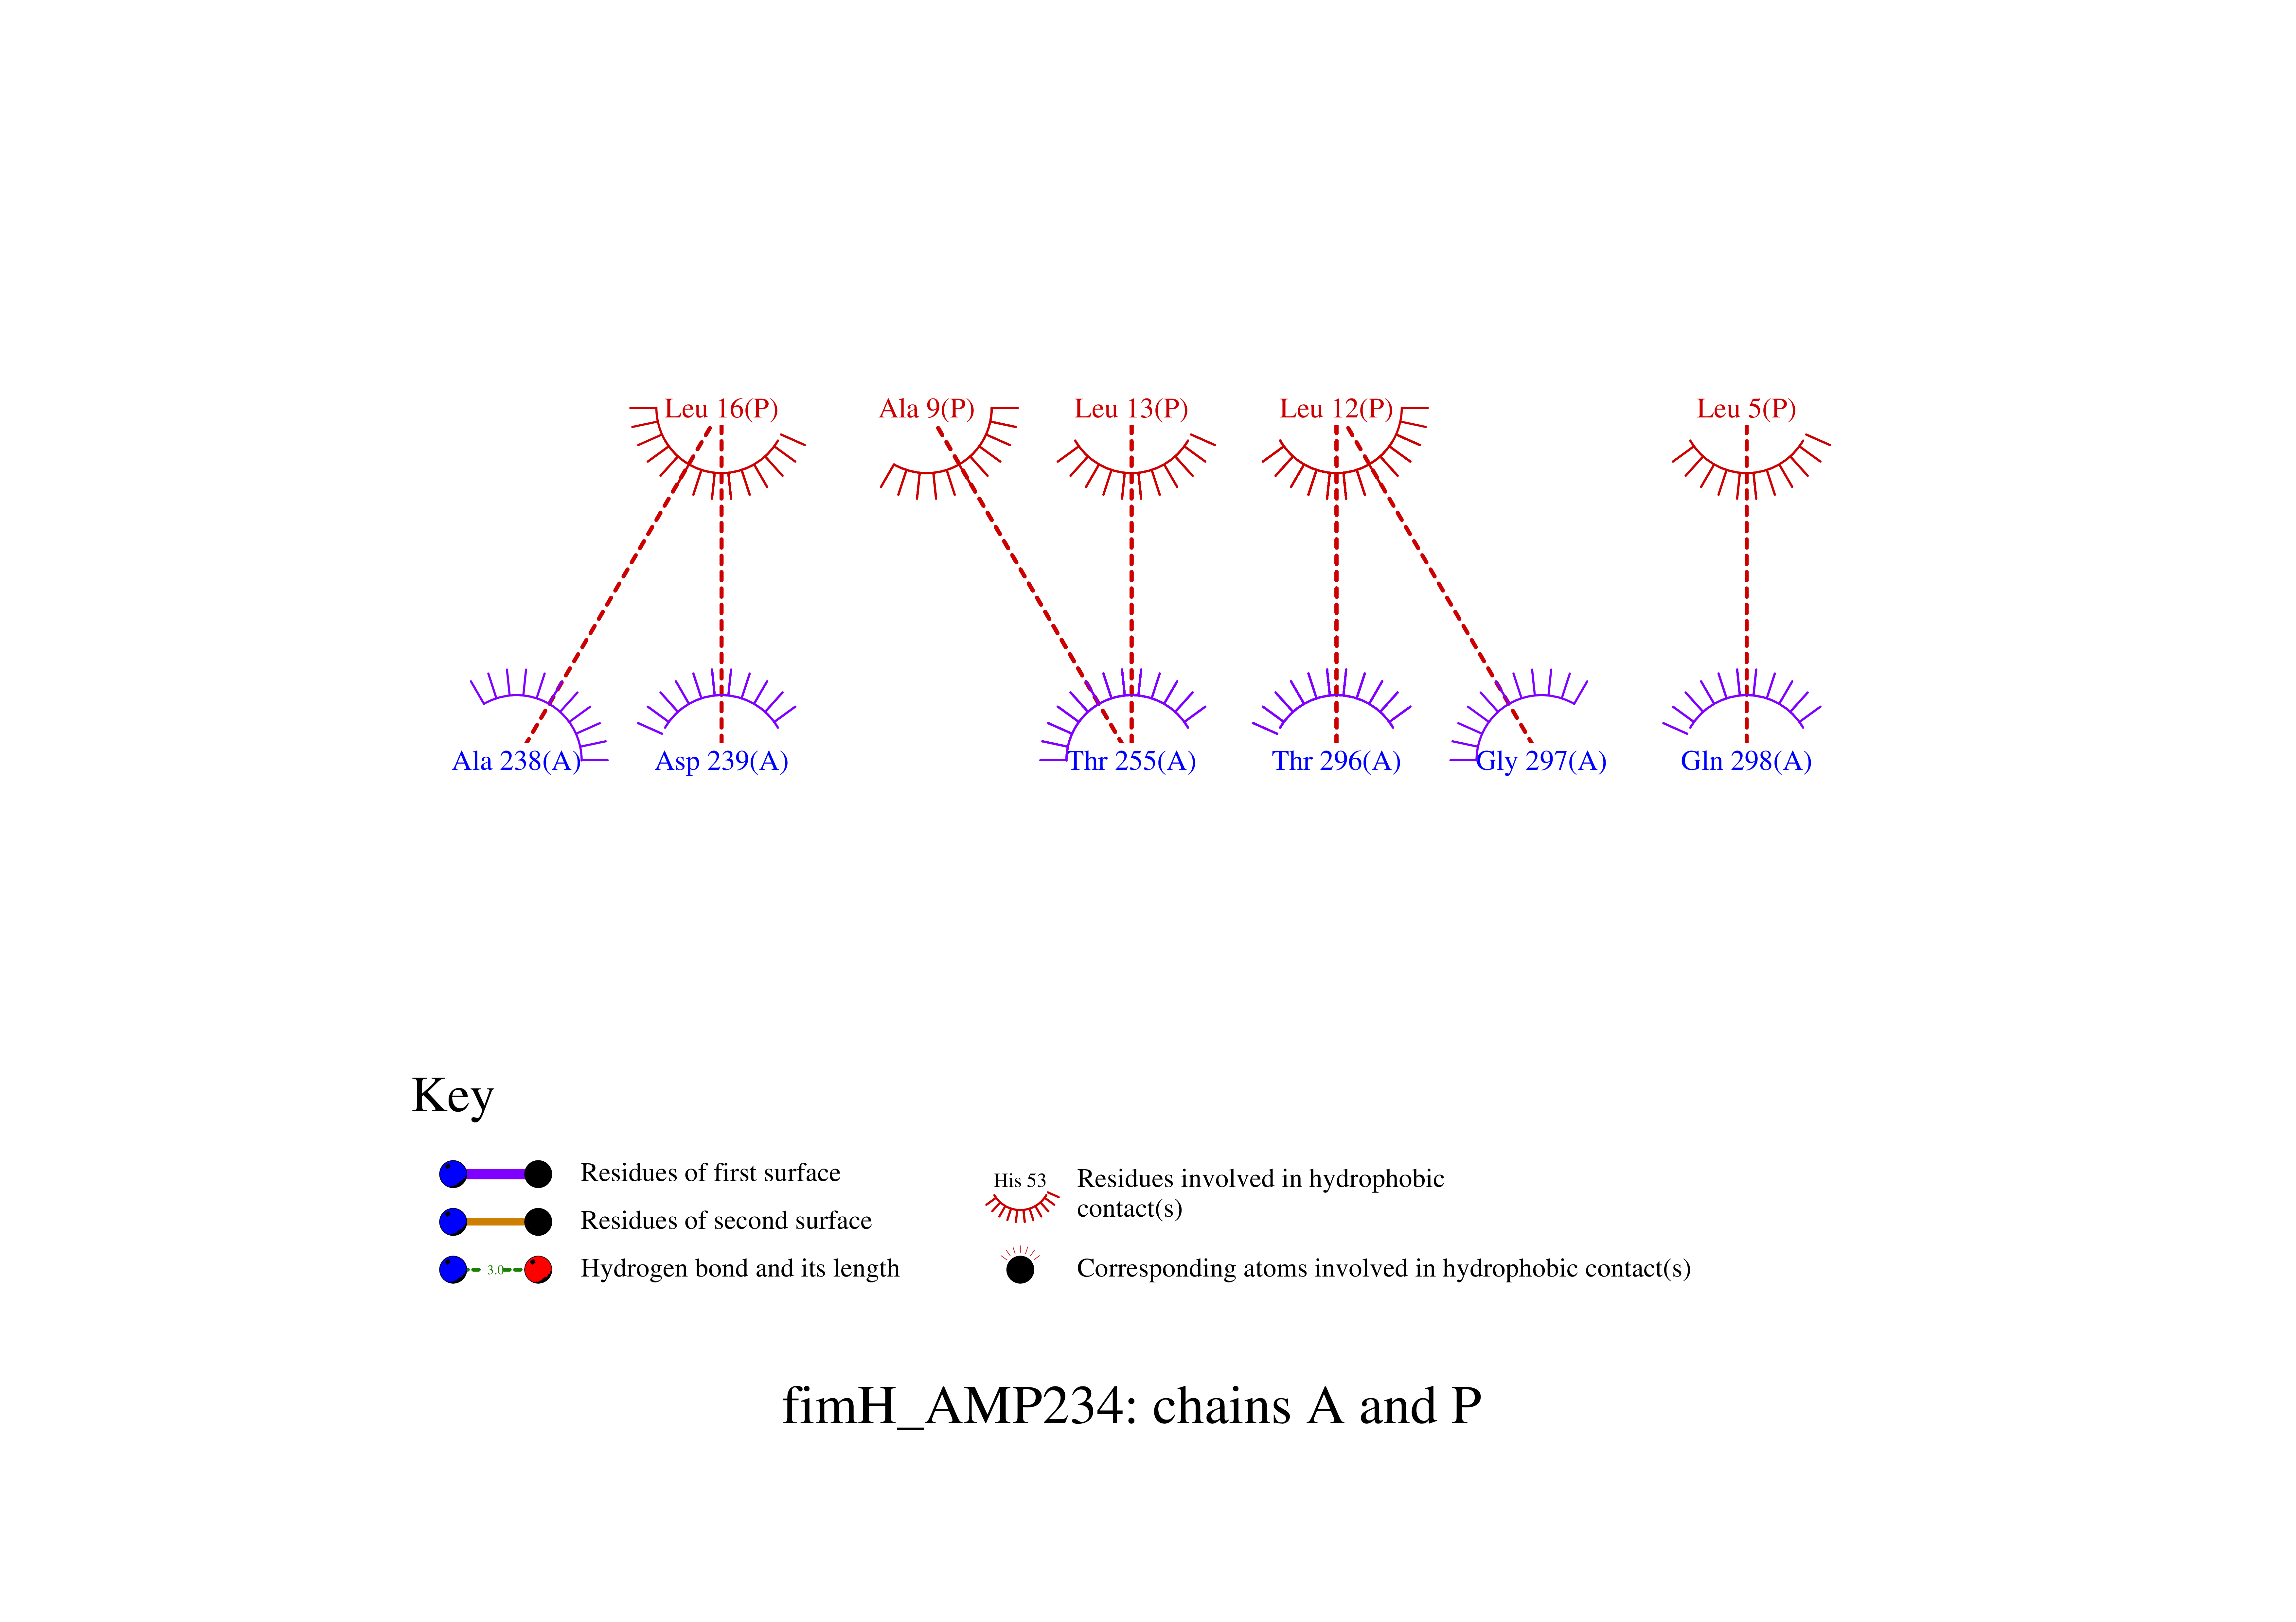 Leu 16(P) Ala 9(P) Leu 13(P) Leu 12(P) Leu 5(P)
Ala 238(A) Asp 239(A) Thr 255(A) Thr 296(A) Gly 297(A) Gln 298(A)
Key
Residues of first surface
Residues of second surface
3.0 Hydrogen bond and its length
His 53 Residues involved in hydrophobic
contact(s)
Corresponding atoms involved in hydrophobic contact(s)
fimH_AMP234: chains A and P